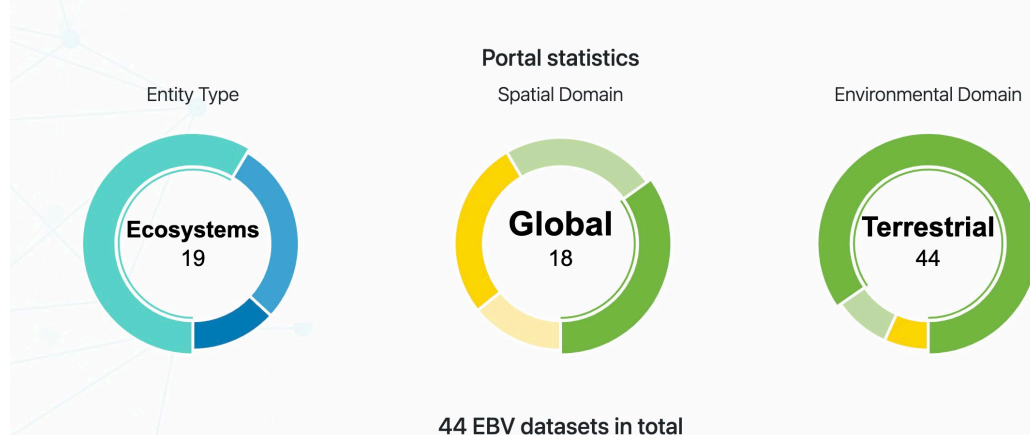 Portal statistics
Entity Type
Spatial Domain
Environmental Domain
Ecosystems
19
Global
18
Terrestrial
44
44 EBV datasets in total